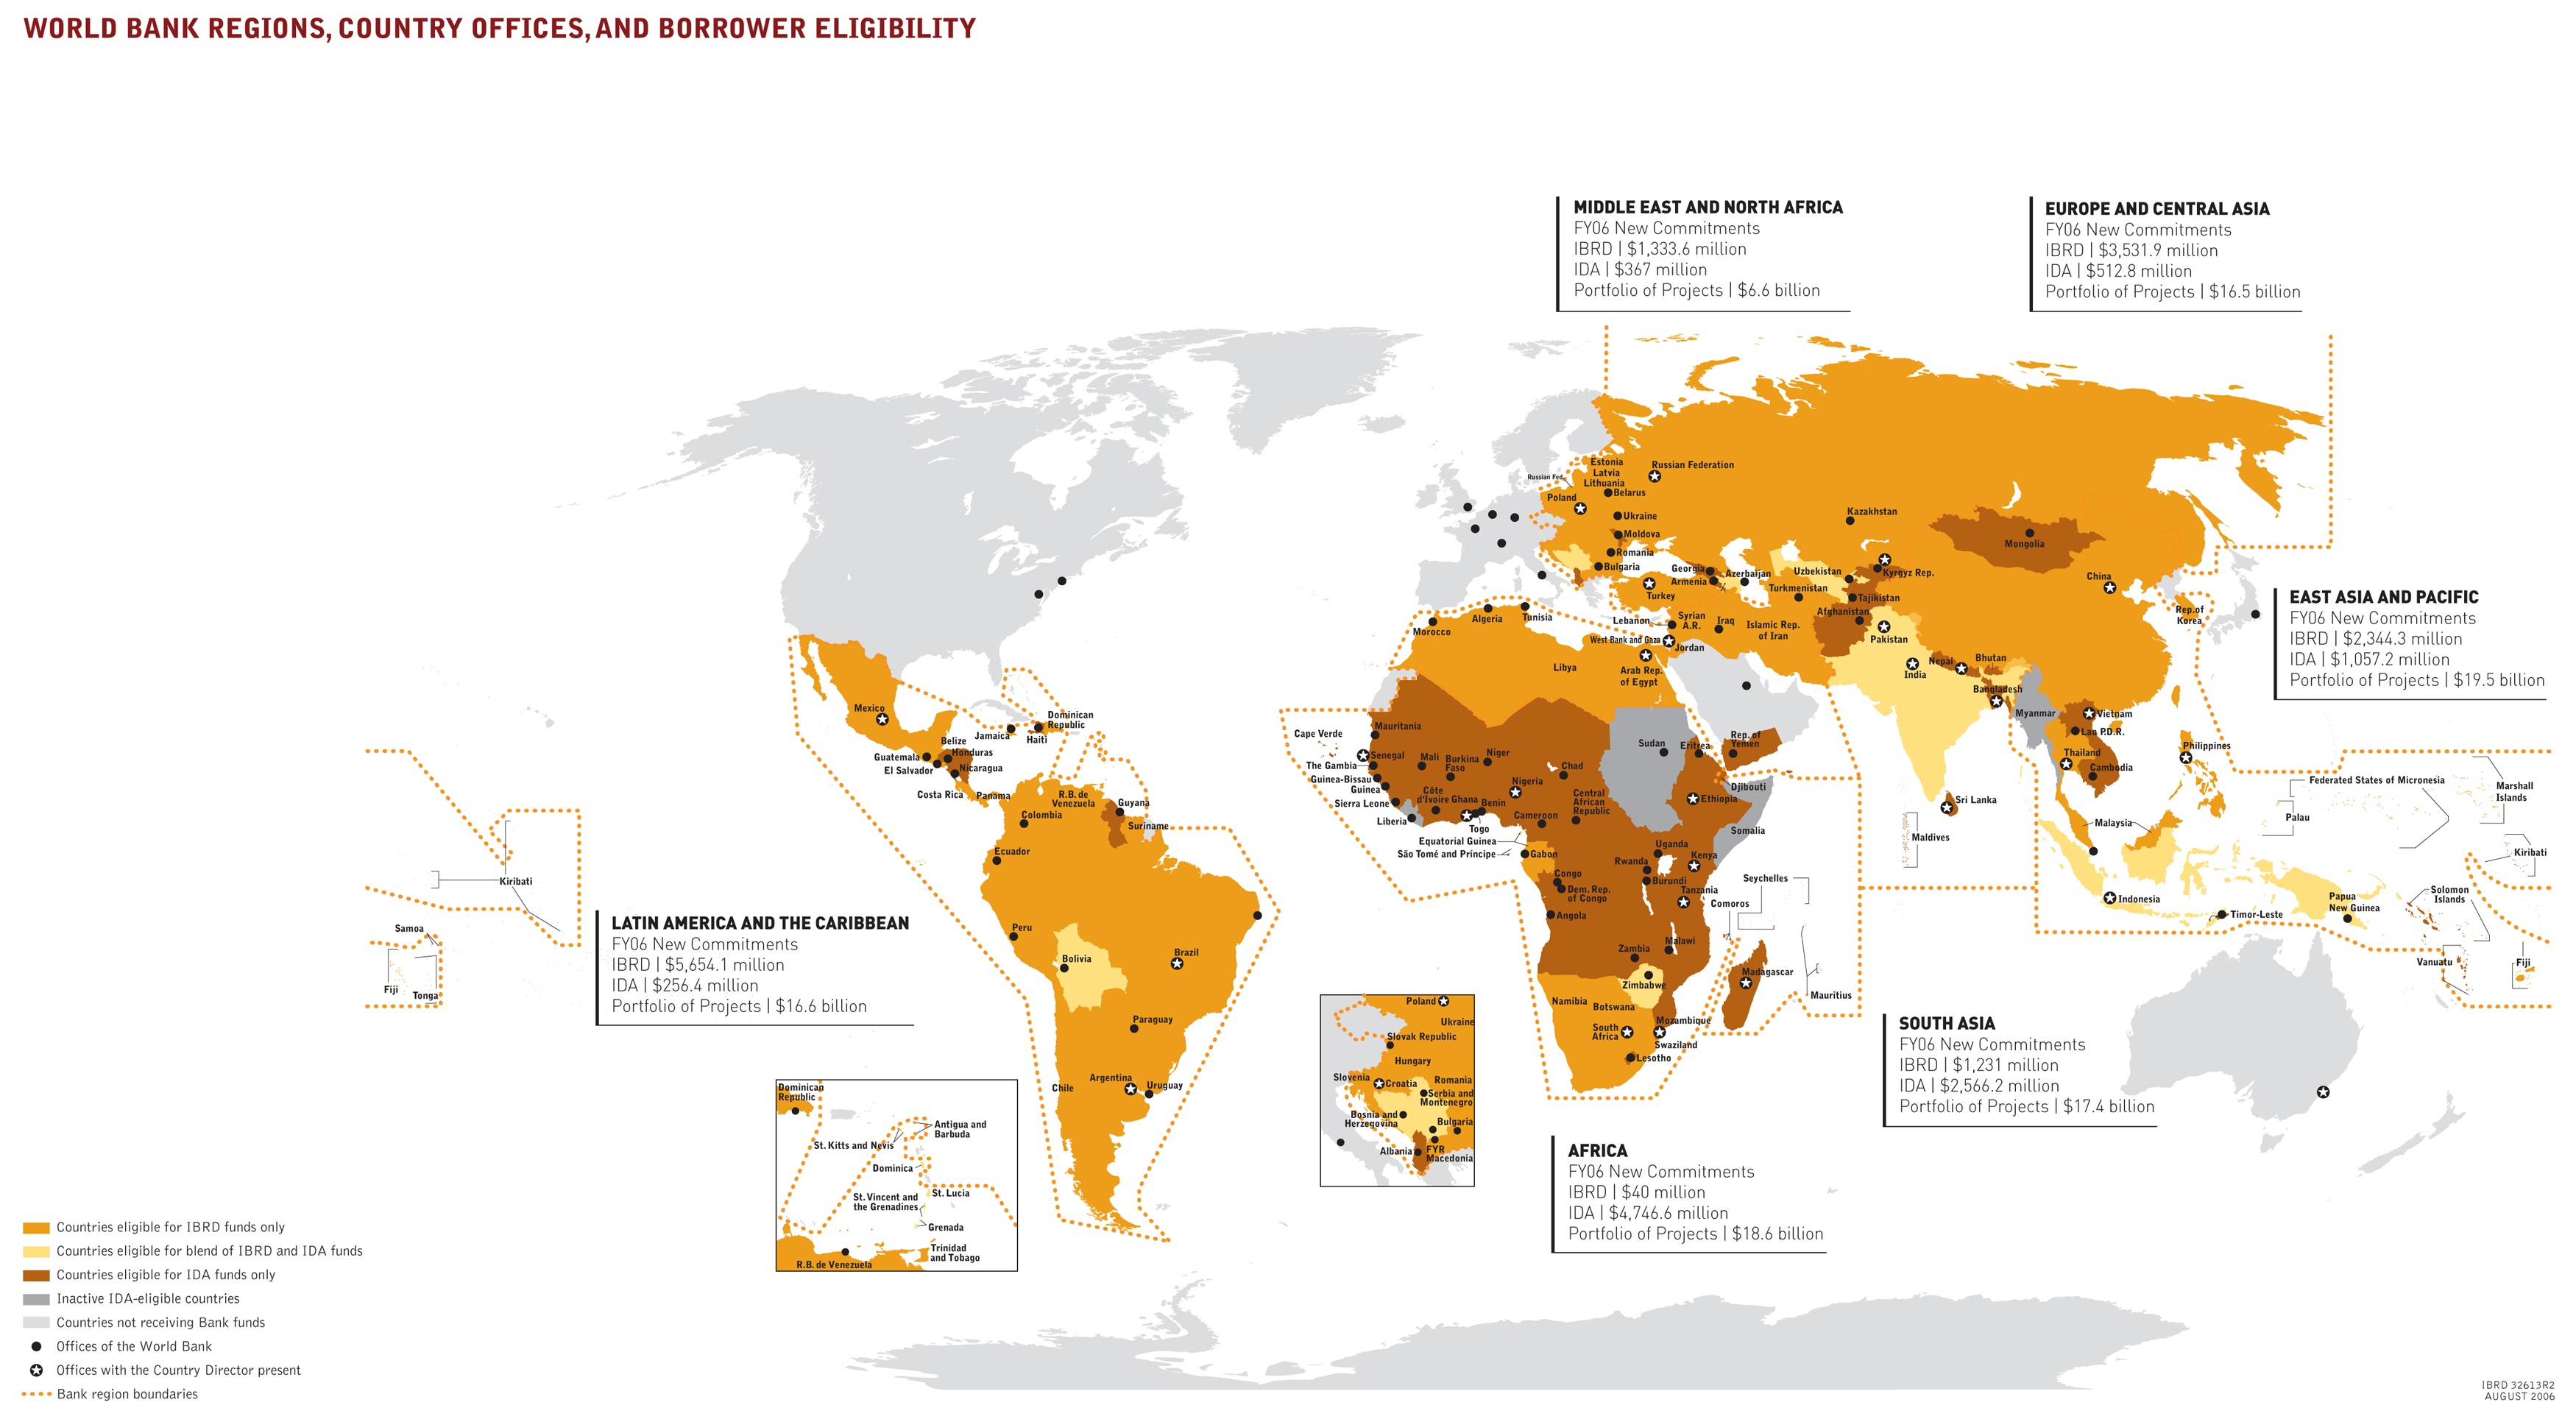 WORLD BANK REGIONS, COUNTRY OFFICES, AND BORROWER ELIGIBILITY
MIDDLE EAST AND NORTH AFRICA
FY06 New Commitments
IBRD | $1,333.6 million
IDA | $367 million
Portfolio of Projects | $6.6 billion
EUROPE AND CENTRAL ASIA
FY06 New Commitments
IBRD | $3,531.9 million
IDA | $512.8 million
Portfolio of Projects | $16.5 billion
EAST ASIA AND PACIFIC
FY06 New Commitments
IBRD | $2,344.3 million
IDA | $1,057.2 million
Portfolio of Projects | $19.5 billion
LATIN AMERICA AND THE CARIBBEAN
FY06 New Commitments
IBRD | $5,654.1 million
IDA | $256.4 million
Portfolio of Projects | $16.6 billion
SOUTH ASIA
FY06 New Commitments
IBRD | $1,231 million
IDA | $2,566.2 million
Portfolio of Projects | $17.4 billion
AFRICA
FY06 New Commitments
IBRD | $40 million
IDA | $4,746.6 million
Portfolio of Projects | $18.6 billion
Estonia
Latvia
Lithuania
Russian Fed.
Russian Federation
Belarus
Poland
Ukraine
Moldova
Romania
Bulgaria
Kazakhstan
Mongolia
Georgia
Armenia
Azerbaijan
Uzbekistan
Kyrgyz Rep.
Turkmenistan
Tajikistan
Turkey
Afghanistan
China
Rep. of
Korea
Lebanon
Syrian
A.R.
Iraq
Islamic Rep.
of Iran
Pakistan
West Bank and Gaza
Jordan
Morocco
Algeria
Tunisia
Libya
Arab Rep.
of Egypt
India
Nepal
Bhutan
Bangladesh
Myanmar
Vietnam
Lao P.D.R.
Thailand
Cambodia
Philippines
Malaysia
Sri Lanka
Maldives
Indonesia
Timor-Leste
Papua
New Guinea
Federated States of Micronesia
Marshall
Islands
Palau
Kiribati
Solomon
Islands
Vanuatu
Fiji
Cape Verde
Mauritania
Senegal
The Gambia
Guinea-Bissau
Guinea
Sierra Leone
Liberia
Mali
Burkina
Faso
Niger
Chad
Sudan
Eritrea
Rep. of
Yemen
Djibouti
Ethiopia
Somalia
Nigeria
Côte
d'Ivoire
Ghana
Benin
Togo
Cameroon
Central
African
Republic
Equatorial Guinea
São Tomé and Príncipe
Gabon
Congo
Dem. Rep.
of Congo
Uganda
Kenya
Rwanda
Burundi
Tanzania
Seychelles
Comoros
Angola
Zambia
Malawi
Madagascar
Mauritius
Zimbabwe
Namibia
Botswana
Mozambique
South
Africa
Swaziland
Lesotho
Mexico
Belize
Jamaica
Dominican
Republic
Haiti
Guatemala
Honduras
El Salvador
Nicaragua
Costa Rica
Panama
R.B. de
Venezuela
Guyana
Suriname
Colombia
Ecuador
Peru
Brazil
Bolivia
Paraguay
Chile
Argentina
Uruguay
Kiribati
Samoa
Fiji
Tonga
Dominican
Republic
St. Kitts and Nevis
Antigua and
Barbuda
Dominica
St. Lucia
St. Vincent and
the Grenadines
Grenada
Trinidad
and Tobago
R.B. de Venezuela
Poland
Ukraine
Slovak Republic
Hungary
Slovenia
Croatia
Romania
Serbia and
Montenegro
Bosnia and
Herzegovina
Bulgaria
Albania
FYR
Macedonia
Countries eligible for IBRD funds only
Countries eligible for blend of IBRD and IDA funds
Countries eligible for IDA funds only
Inactive IDA-eligible countries
Countries not receiving Bank funds
Offices of the World Bank
Offices with the Country Director present
Bank region boundaries
IBRD 32613R2
AUGUST 2006